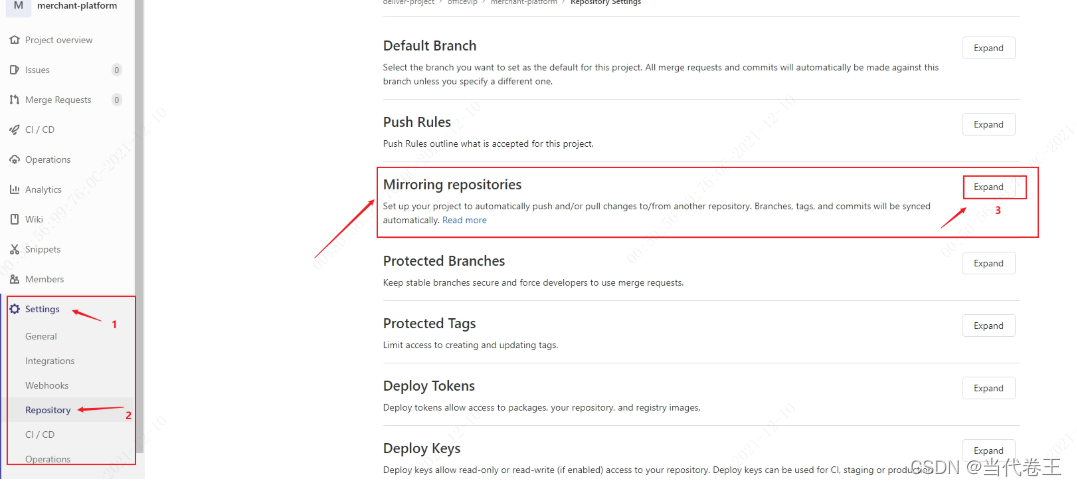 M merchant-platform
Project overview
Issues 0
Merge Requests 0
CI / CD
Operations
Analytics
Wiki
Snippets
Members
Settings
1
General
Integrations
Webhooks
Repository
2
CI / CD
Operations
deliver-project > officevip > merchant-platform > Repository Settings
Default Branch
Expand
Select the branch you want to set as the default for this project. All merge requests and commits will automatically be made against this
branch unless you specify a different one.
Push Rules
Expand
Push Rules outline what is accepted for this project.
Mirroring repositories
Expand
3
Set up your project to automatically push and/or pull changes to/from another repository. Branches, tags, and commits will be synced
automatically. Read more
Protected Branches
Expand
Keep stable branches secure and force developers to use merge requests.
Protected Tags
Expand
Limit access to creating and updating tags.
Deploy Tokens
Expand
Deploy tokens allow access to packages, your repository, and registry images.
Deploy Keys
Expand
Deploy keys allow read-only or read-write (if enabled) access to your repository. Deploy keys can be used for CI, staging or production
CSDN @当代卷王